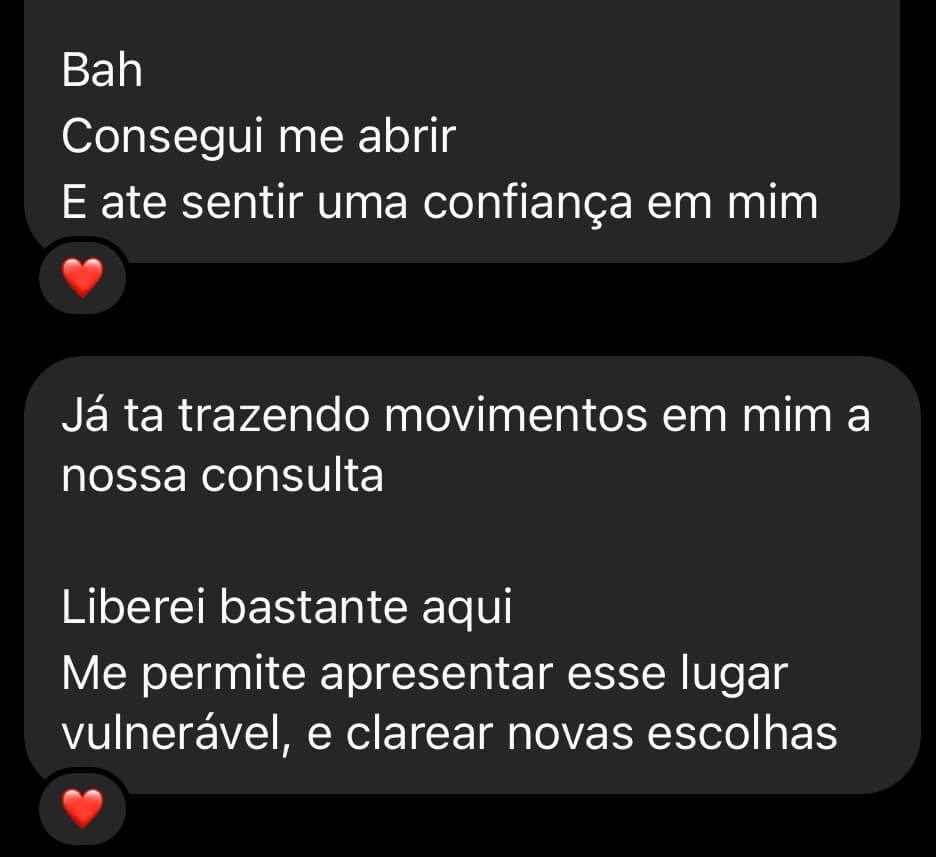 Bah
Consegui me abrir
E ate sentir uma confiança em mim
Já ta trazendo movimentos em mim a
nossa consulta
Liberei bastante aqui
Me permite apresentar esse lugar
vulnerável, e clarear novas escolhas